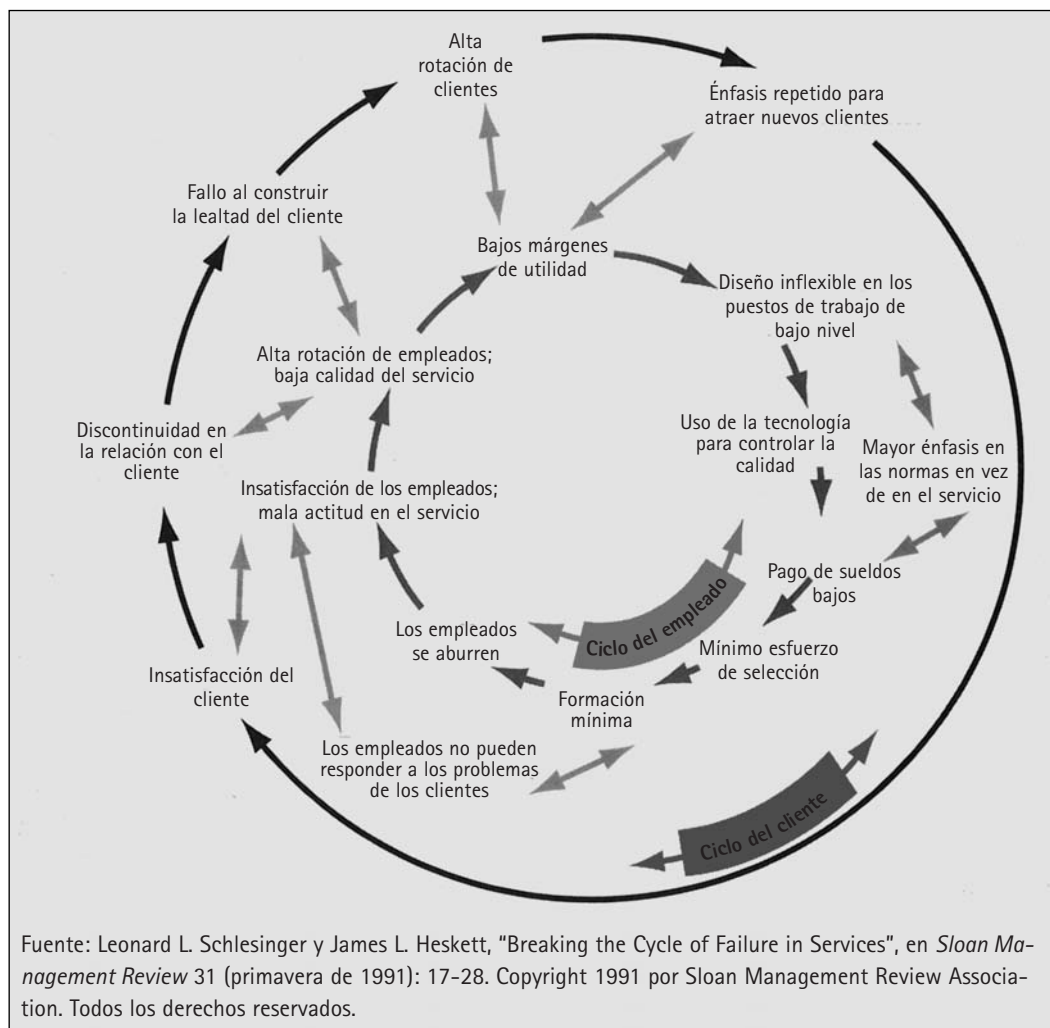 Alta
rotación de
clientes
Énfasis repetido para
atraer nuevos clientes
Fallo al construir
la lealtad del cliente
Bajos márgenes
de utilidad
Diseño inflexible en los
puestos de trabajo de
bajo nivel
Alta rotación de empleados;
baja calidad del servicio
Discontinuidad en
la relación con el
cliente
Uso de la tecnología
para controlar la
calidad
Mayor énfasis en
las normas en vez
de en el servicio
Insatisfacción de los empleados;
mala actitud en el servicio
Pago de sueldos
bajos
Ciclo del empleado
Los empleados
se aburren
Mínimo esfuerzo
de selección
Insatisfacción del
cliente
Formación
mínima
Los empleados no pueden
responder a los problemas
de los clientes
Ciclo del cliente
Fuente: Leonard L. Schlesinger y James L. Heskett, “Breaking the Cycle of Failure in Services”, en Sloan Ma-
nagement Review 31 (primavera de 1991): 17-28. Copyright 1991 por Sloan Management Review Associa-
tion. Todos los derechos reservados.